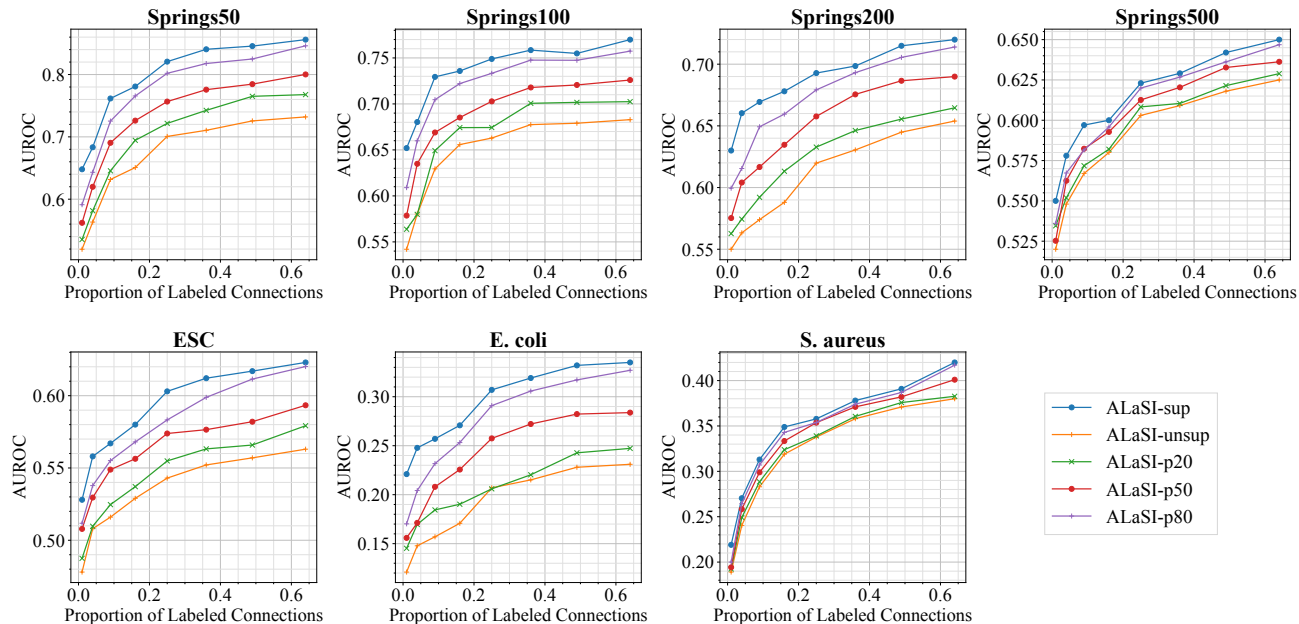 Springs50
Springs100
Springs200
Springs500
AUROC
0.8
0.7
0.6
0.0 0.2 0.4 0.6
Proportion of Labeled Connections
AUROC
0.75
0.70
0.65
0.60
0.55
0.0 0.2 0.4 0.6
Proportion of Labeled Connections
AUROC
0.70
0.65
0.60
0.55
0.0 0.2 0.4 0.6
Proportion of Labeled Connections
AUROC
0.650
0.625
0.600
0.575
0.550
0.525
0.0 0.2 0.4 0.6
Proportion of Labeled Connections
ESC
E. coli
S. aureus
AUROC
0.60
0.55
0.50
0.0 0.2 0.4 0.6
Proportion of Labeled Connections
AUROC
0.30
0.25
0.20
0.15
0.0 0.2 0.4 0.6
Proportion of Labeled Connections
AUROC
0.40
0.35
0.30
0.25
0.20
0.0 0.2 0.4 0.6
Proportion of Labeled Connections
ALaSI-sup
ALaSI-unsup
ALaSI-p20
ALaSI-p50
ALaSI-p80